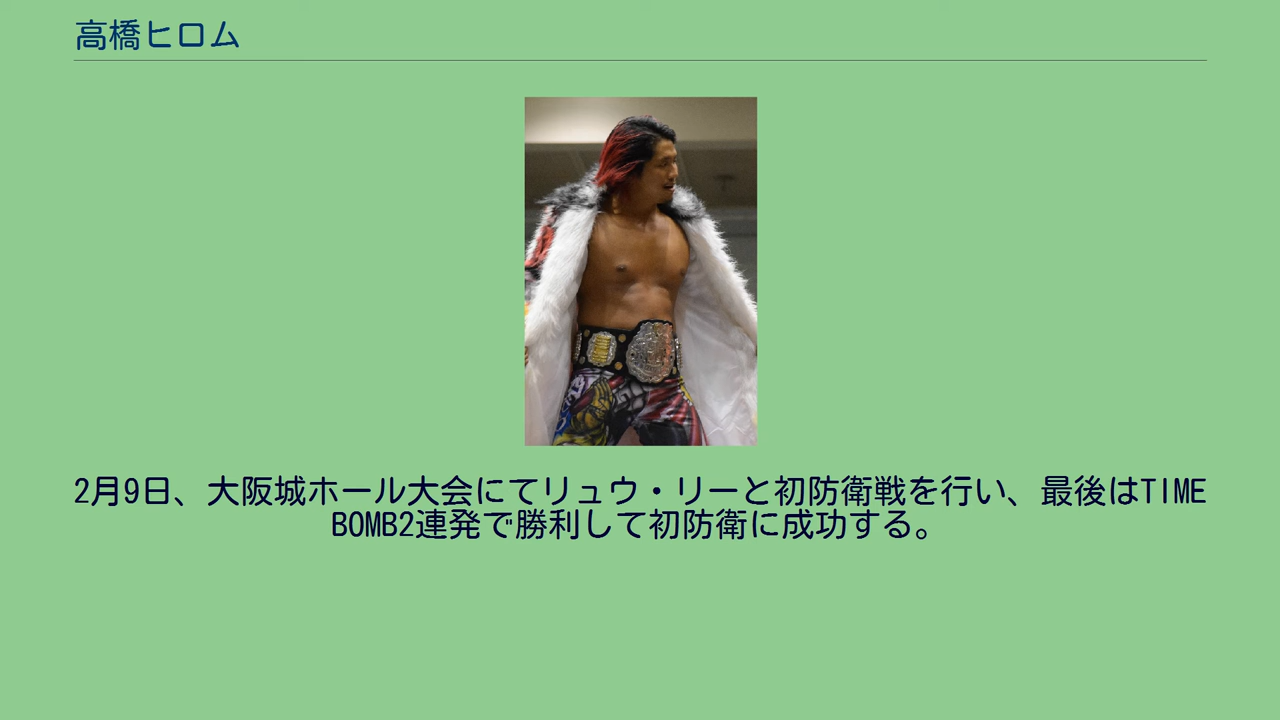 高橋ヒロム
2月9日、大阪城ホール大会にてリュウ・リーと初防衛戦を行い、最後はTIME
BOMB2連発で勝利して初防衛に成功する。